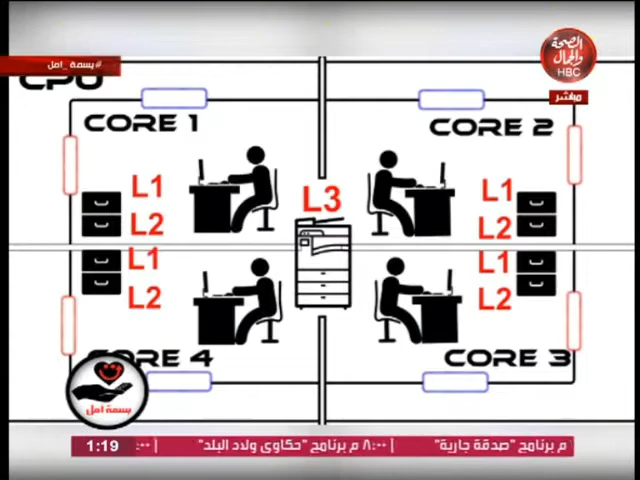 الصحة
والجمال
HBC
مباشر
#بسمة_امل
CPU
CORE 1
CORE 2
L1
L2
L3
L1
L2
L1
L2
L1
L2
CORE 4
CORE 3
بسمة امل
1:19
م برنامج "صدقة جارية" | ٨:٠٠ م برنامج "حكاوى ولاد البلد" | ٠٠: